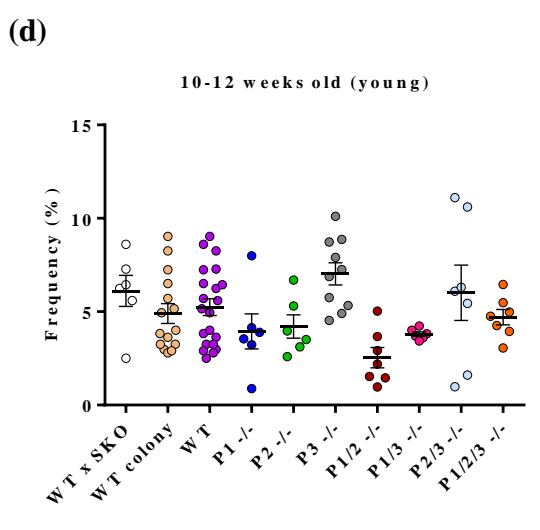 (d)
10-12 weeks old (young)
Frequency (%)
15
10
5
0
WT x SKO
WT colony
WT
P1 -/-
P2 -/-
P3 -/-
P1/2 -/-
P1/3 -/-
P2/3 -/-
P1/2/3 -/-